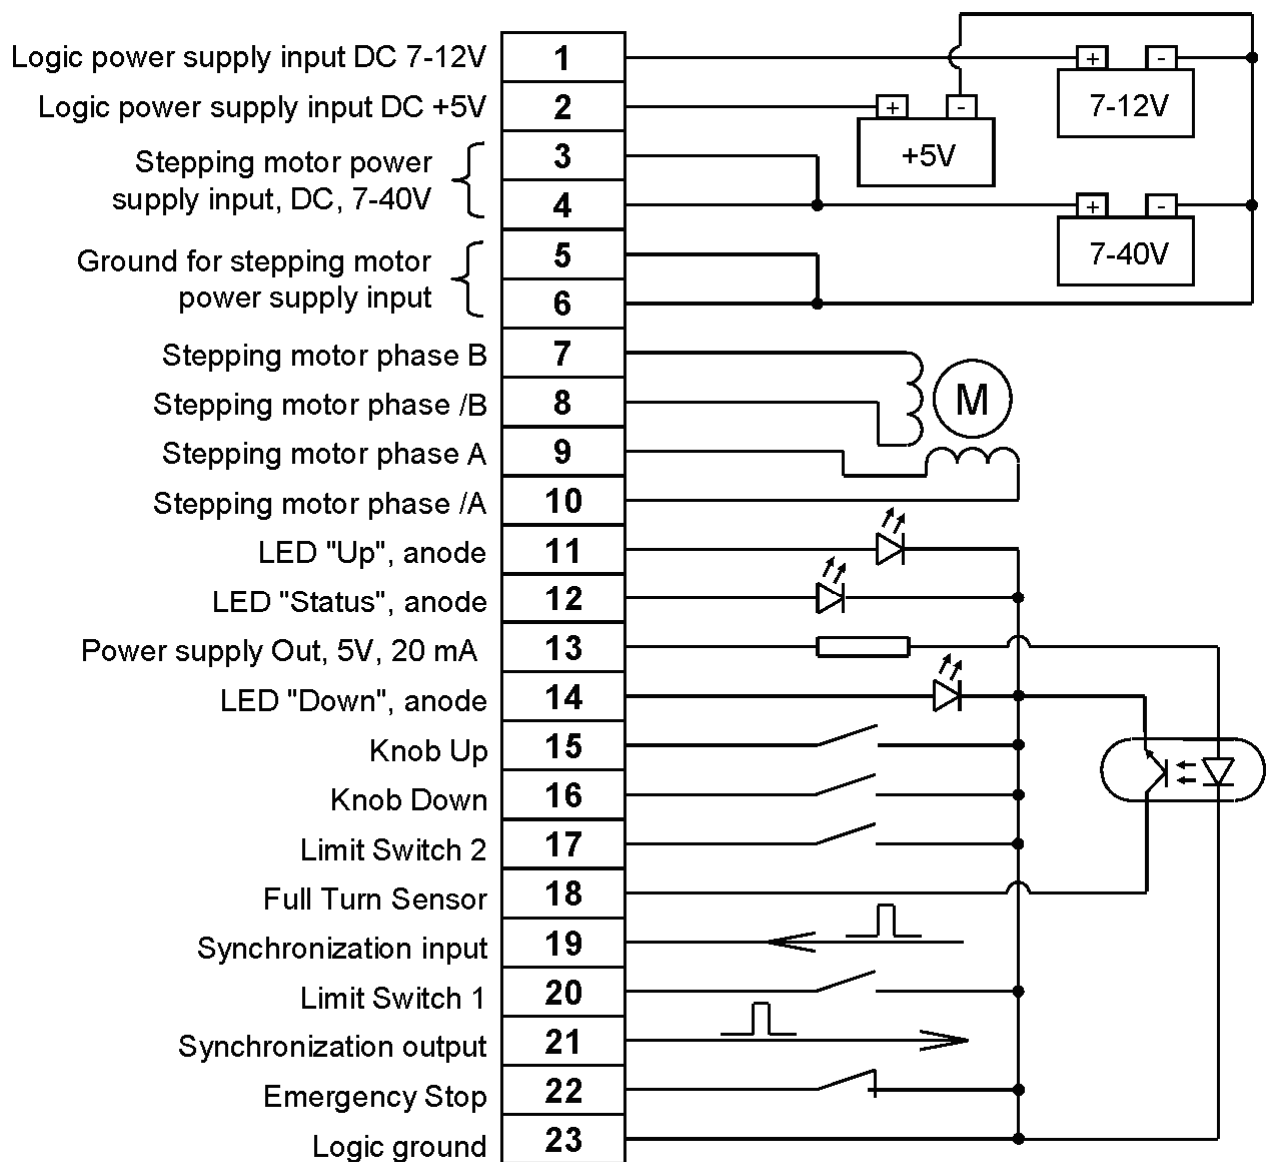 Logic power supply input DC 7-12V 1 + -
7-12V
Logic power supply input DC +5V 2 + -
+5V
Stepping motor power 3
supply input, DC, 7-40V 4 + -
7-40V
Ground for stepping motor 5
power supply input 6
Stepping motor phase B 7
Stepping motor phase /B 8 M
Stepping motor phase A 9
Stepping motor phase /A 10
LED "Up", anode 11
LED "Status", anode 12
Power supply Out, 5V, 20 mA 13
LED "Down", anode 14
Knob Up 15
Knob Down 16
Limit Switch 2 17
Full Turn Sensor 18
Synchronization input 19
Limit Switch 1 20
Synchronization output 21
Emergency Stop 22
Logic ground 23